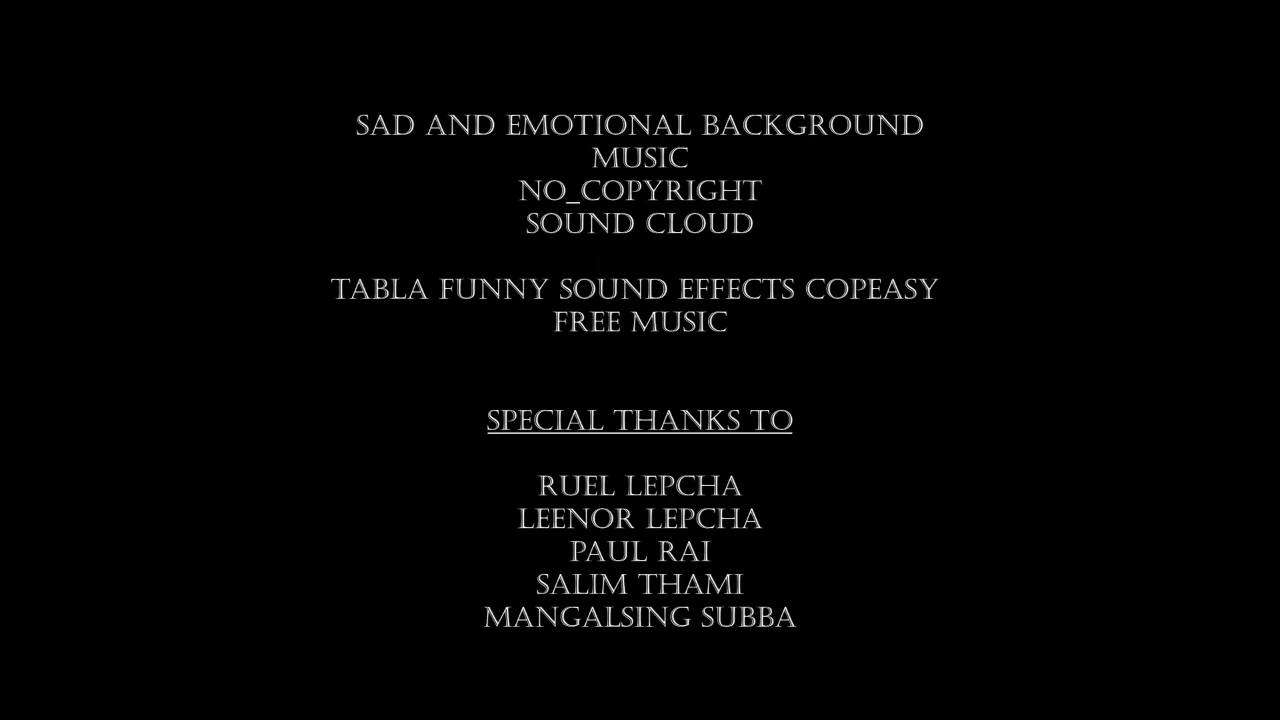 SAD AND EMOTIONAL BACKGROUND
MUSIC
NO_COPYRIGHT
SOUND CLOUD
TABLA FUNNY SOUND EFFECTS COPEASY
FREE MUSIC
SPECIAL THANKS TO
RUEL LEPCHA
LEENOR LEPCHA
PAUL RAI
SALIM THAMI
MANGALSING SUBBA